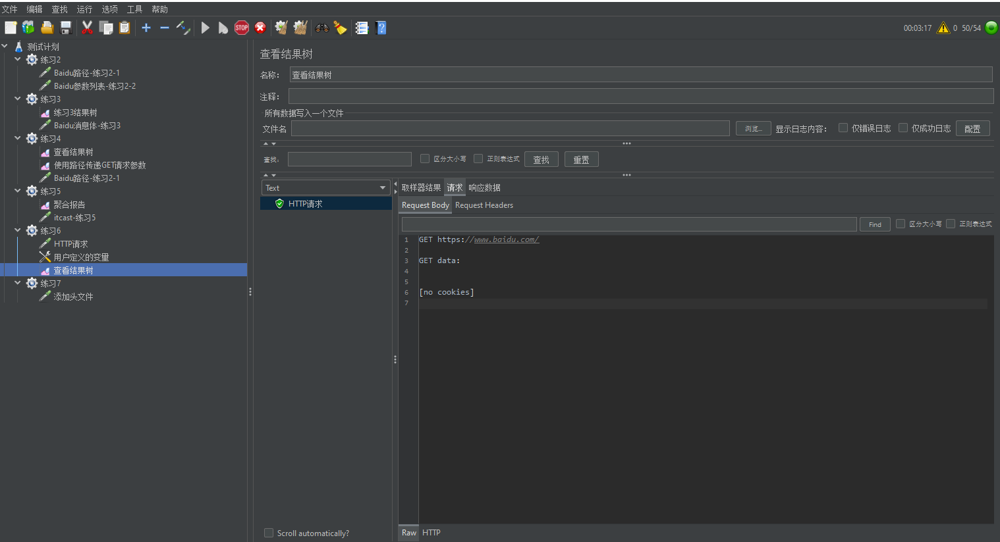 文件 编辑 查找 运行 选项 工具 帮助
STOP
00:03:17 0 50/54
测试计划
练习2
Baidu路径-练习2-1
Baidu参数列表-练习2-2
练习3
练习3结果树
Baidu消息体-练习3
练习4
查看结果树
使用路径传递GET请求参数
Baidu路径-练习2-1
练习5
聚合报告
itcast-练习5
练习6
HTTP请求
用户定义的变量
查看结果树
练习7
添加头文件
查看结果树
名称： 查看结果树
注释：
所有数据写入一个文件
文件名 浏览... 显示日志内容： 仅错误日志 仅成功日志 配置
查找： 区分大小写 正则表达式 查找 重置
Text
HTTP请求
Scroll automatically?
取样器结果 请求 响应数据
Request Body Request Headers
Find 区分大小写 正则表达式
1 GET https://www.baidu.com/
2
3 GET data:
4
5
6 [no cookies]
7
Raw HTTP